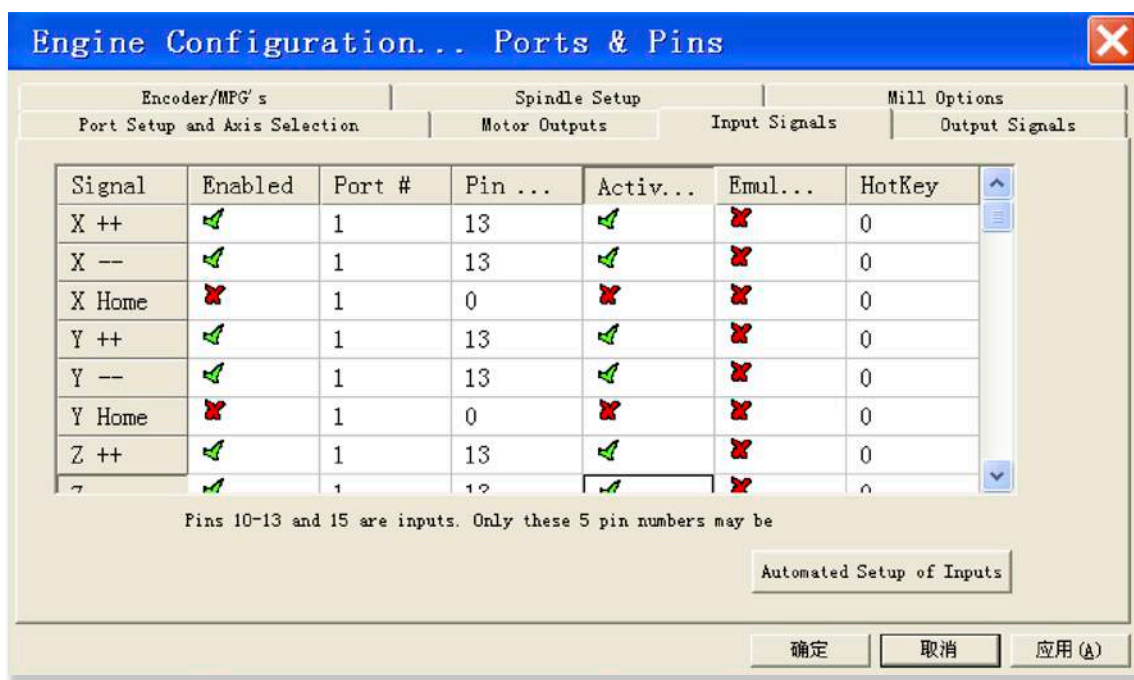 Engine Configuration... Ports & Pins
Encoder/MPG's Spindle Setup Mill Options
Port Setup and Axis Selection Motor Outputs Input Signals Output Signals
Signal Enabled Port # Pin ... Activ... Emul... HotKey
X ++ 1 13 0
X -- 1 13 0
X Home 1 0 0
Y ++ 1 13 0
Y -- 1 13 0
Y Home 1 0 0
Z ++ 1 13 0
Pins 10-13 and 15 are inputs. Only these 5 pin numbers may be
Automated Setup of Inputs
确定 取消 应用(A)